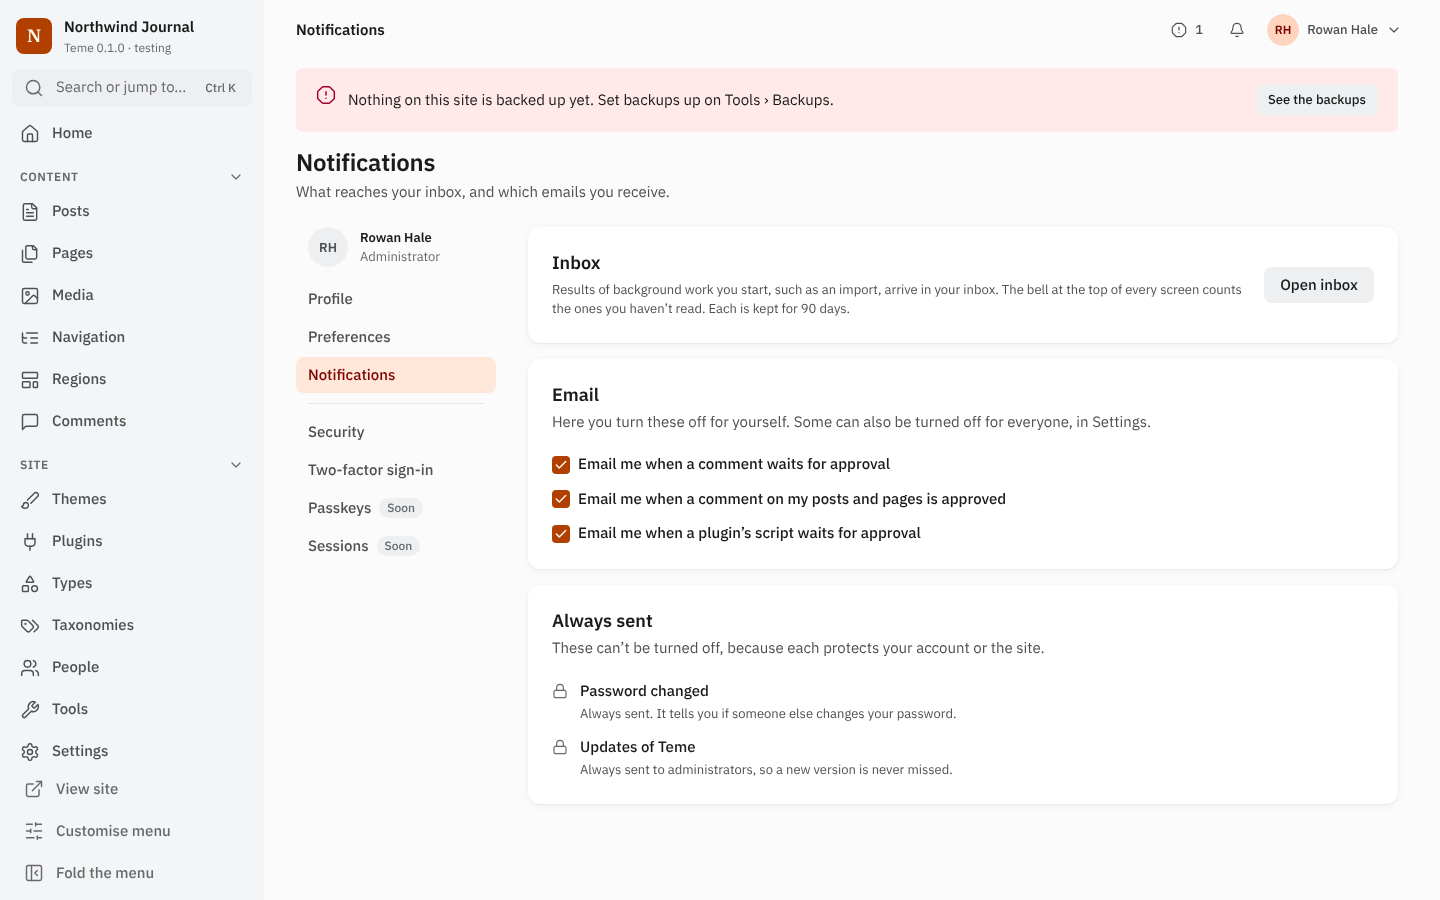 N
Northwind Journal
Teme 0.1.0 · testing
Search or jump to... Ctrl K
Home
CONTENT
Posts
Pages
Media
Navigation
Regions
Comments
SITE
Themes
Plugins
Types
Taxonomies
People
Tools
Settings
View site
Customise menu
Fold the menu
Notifications
1
RH
Rowan Hale
Nothing on this site is backed up yet. Set backups up on Tools › Backups.
See the backups
Notifications
What reaches your inbox, and which emails you receive.
RH
Rowan Hale
Administrator
Profile
Preferences
Notifications
Security
Two-factor sign-in
Passkeys Soon
Sessions Soon
Inbox
Results of background work you start, such as an import, arrive in your inbox. The bell at the top of every screen counts
the ones you haven’t read. Each is kept for 90 days.
Open inbox
Email
Here you turn these off for yourself. Some can also be turned off for everyone, in Settings.
Email me when a comment waits for approval
Email me when a comment on my posts and pages is approved
Email me when a plugin’s script waits for approval
Always sent
These can’t be turned off, because each protects your account or the site.
Password changed
Always sent. It tells you if someone else changes your password.
Updates of Teme
Always sent to administrators, so a new version is never missed.